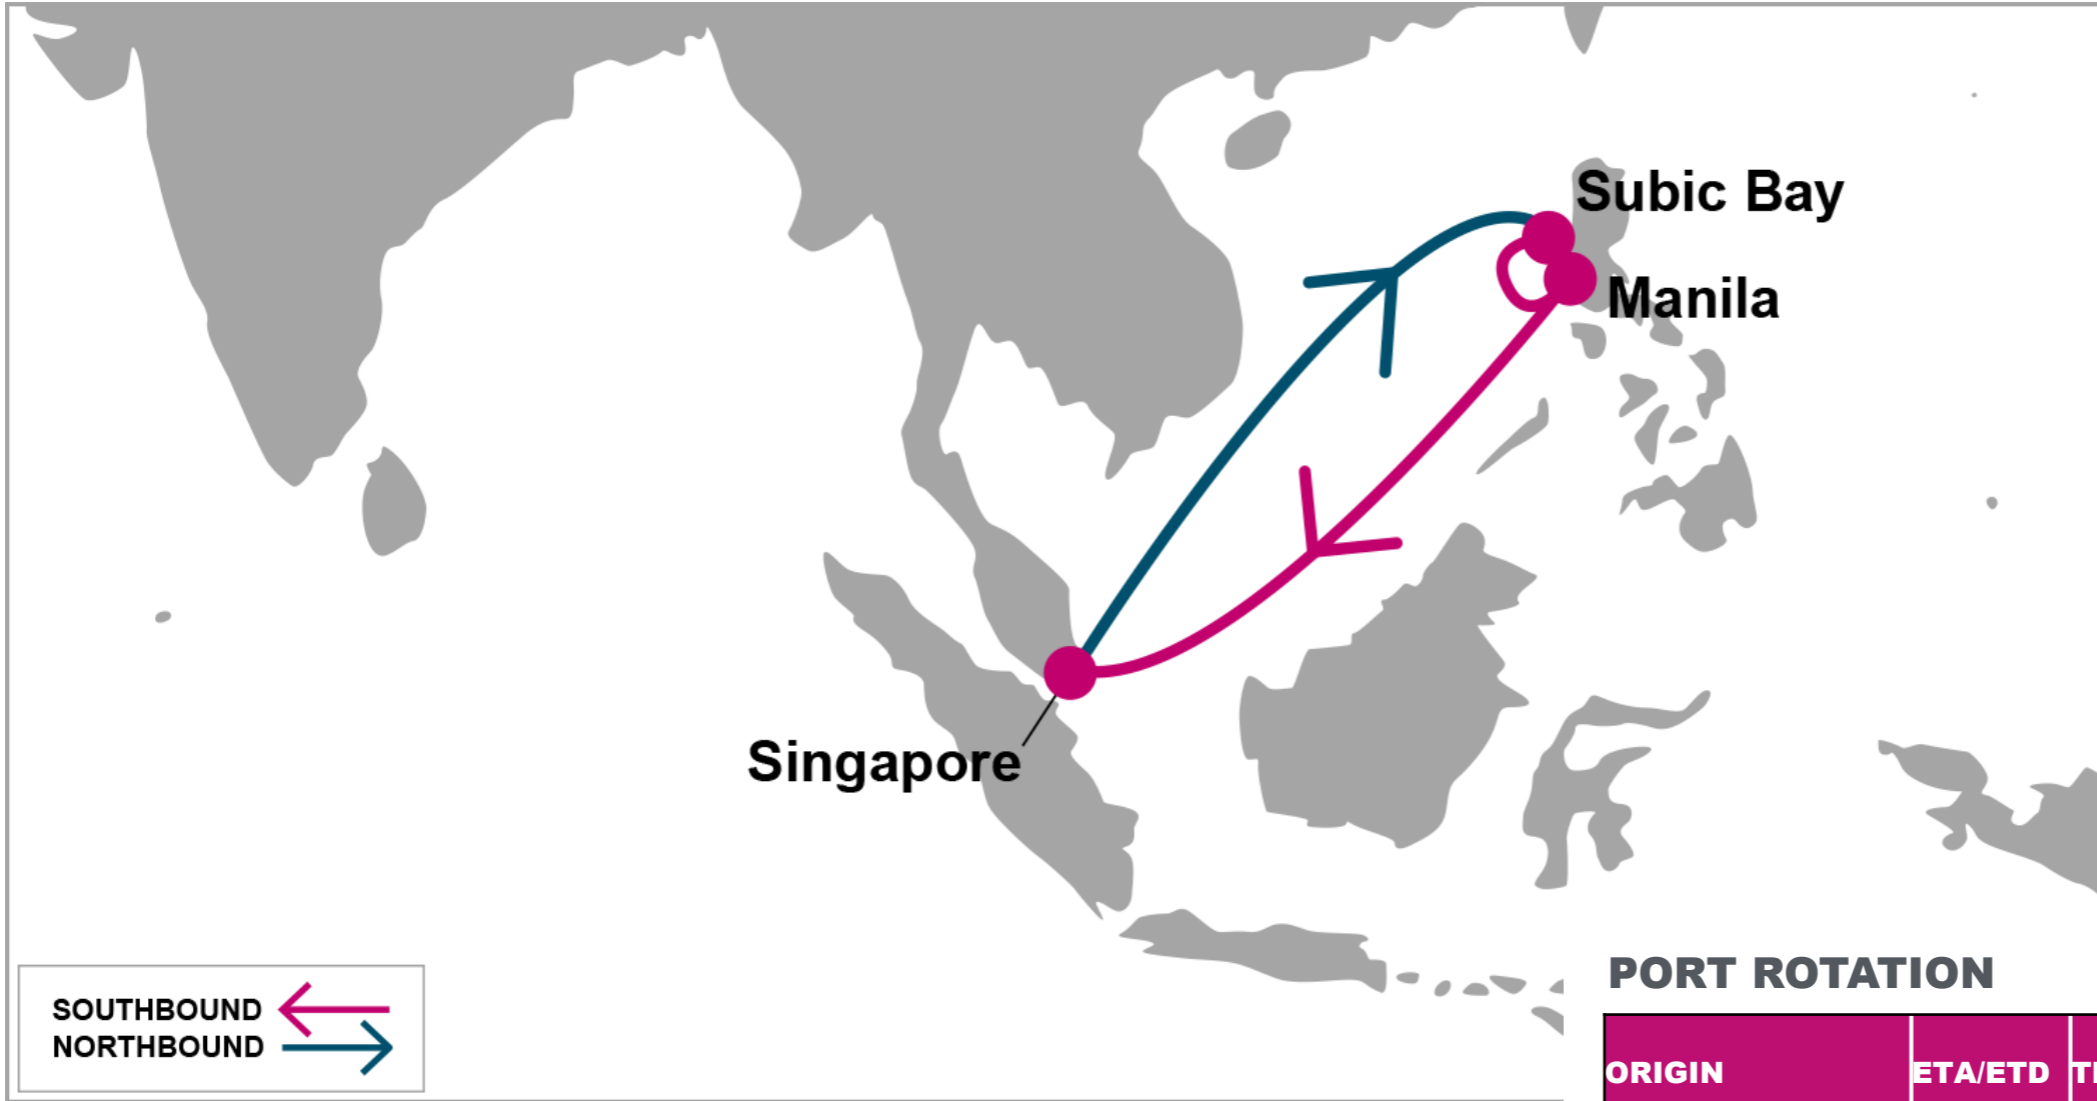 Subic Bay
Manila
Singapore
SOUTHBOUND
NORTHBOUND
PORT ROTATION
ORIGIN ETA/ETD